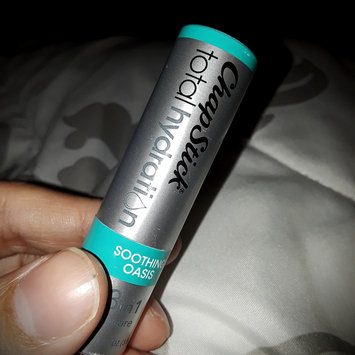 ChapStick®
total hydration
SOOTHING
OASIS
3 in 1